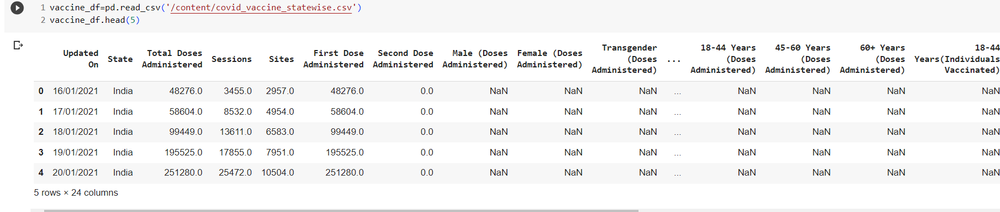 1 vaccine_df=pd.read_csv('/content/covid_vaccine_statewise.csv')
2 vaccine_df.head(5)
Updated On State Total Doses Administered Sessions Sites First Dose Administered Second Dose Administered Male (Doses Administered) Female (Doses Administered) Transgender (Doses Administered) ... 18-44 Years (Doses Administered) 45-60 Years (Doses Administered) 60+ Years (Doses Administered) 18-44 Years(Individuals Vaccinated)
0 16/01/2021 India 48276.0 3455.0 2957.0 48276.0 0.0 NaN NaN NaN ... NaN NaN NaN NaN
1 17/01/2021 India 58604.0 8532.0 4954.0 58604.0 0.0 NaN NaN NaN ... NaN NaN NaN NaN
2 18/01/2021 India 99449.0 13611.0 6583.0 99449.0 0.0 NaN NaN NaN ... NaN NaN NaN NaN
3 19/01/2021 India 195525.0 17855.0 7951.0 195525.0 0.0 NaN NaN NaN ... NaN NaN NaN NaN
4 20/01/2021 India 251280.0 25472.0 10504.0 251280.0 0.0 NaN NaN NaN ... NaN NaN NaN NaN
5 rows × 24 columns